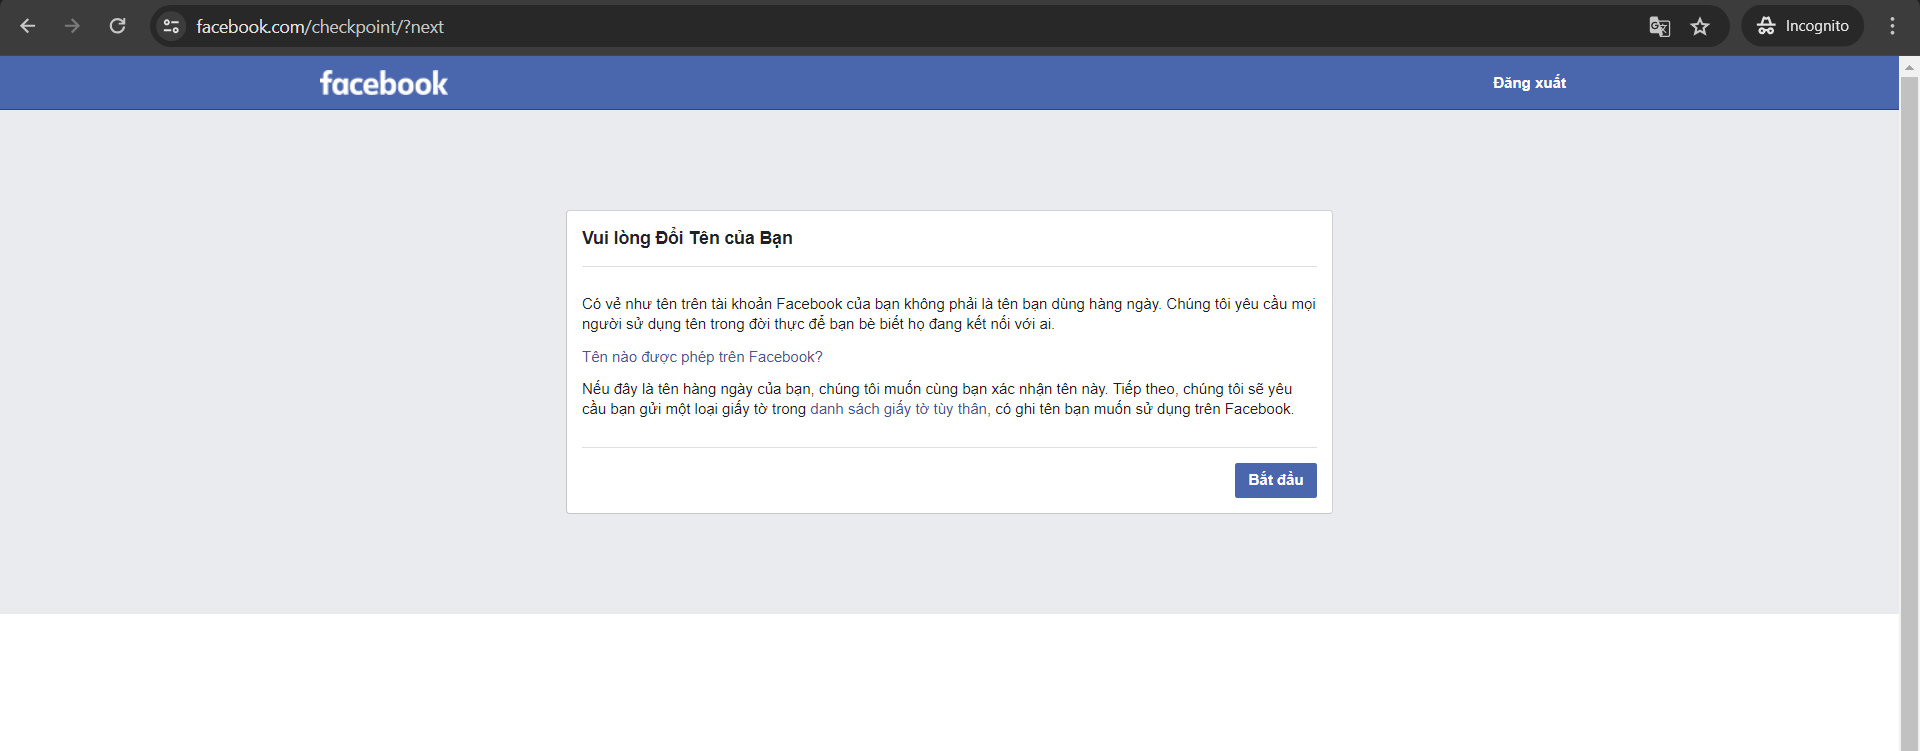 facebook.com/checkpoint/?next
Incognito
facebook
Đăng xuất
Vui lòng Đổi Tên của Bạn
Có vẻ như tên trên tài khoản Facebook của bạn không phải là tên bạn dùng hàng ngày. Chúng tôi yêu cầu mọi
người sử dụng tên trong đời thực để bạn bè biết họ đang kết nối với ai.
Tên nào được phép trên Facebook?
Nếu đây là tên hàng ngày của bạn, chúng tôi muốn cùng bạn xác nhận tên này. Tiếp theo, chúng tôi sẽ yêu
cầu bạn gửi một loại giấy tờ trong danh sách giấy tờ tùy thân, có ghi tên bạn muốn sử dụng trên Facebook.
Bắt đầu